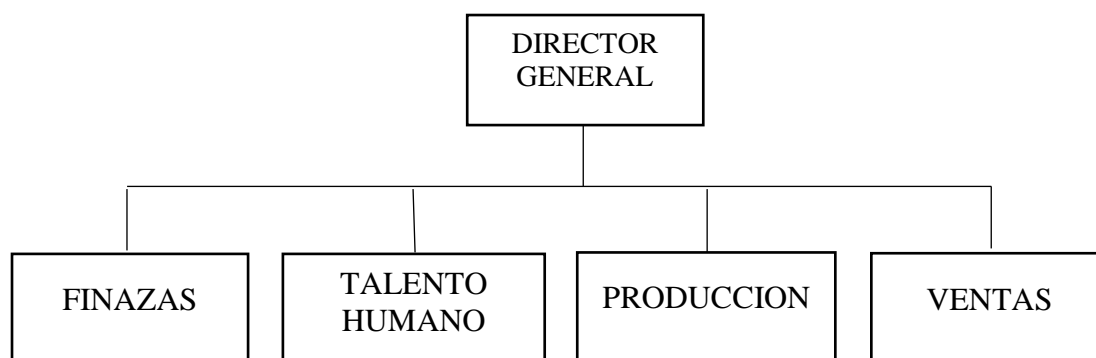 DIRECTOR
GENERAL
FINAZAS
TALENTO
HUMANO
PRODUCCION
VENTAS